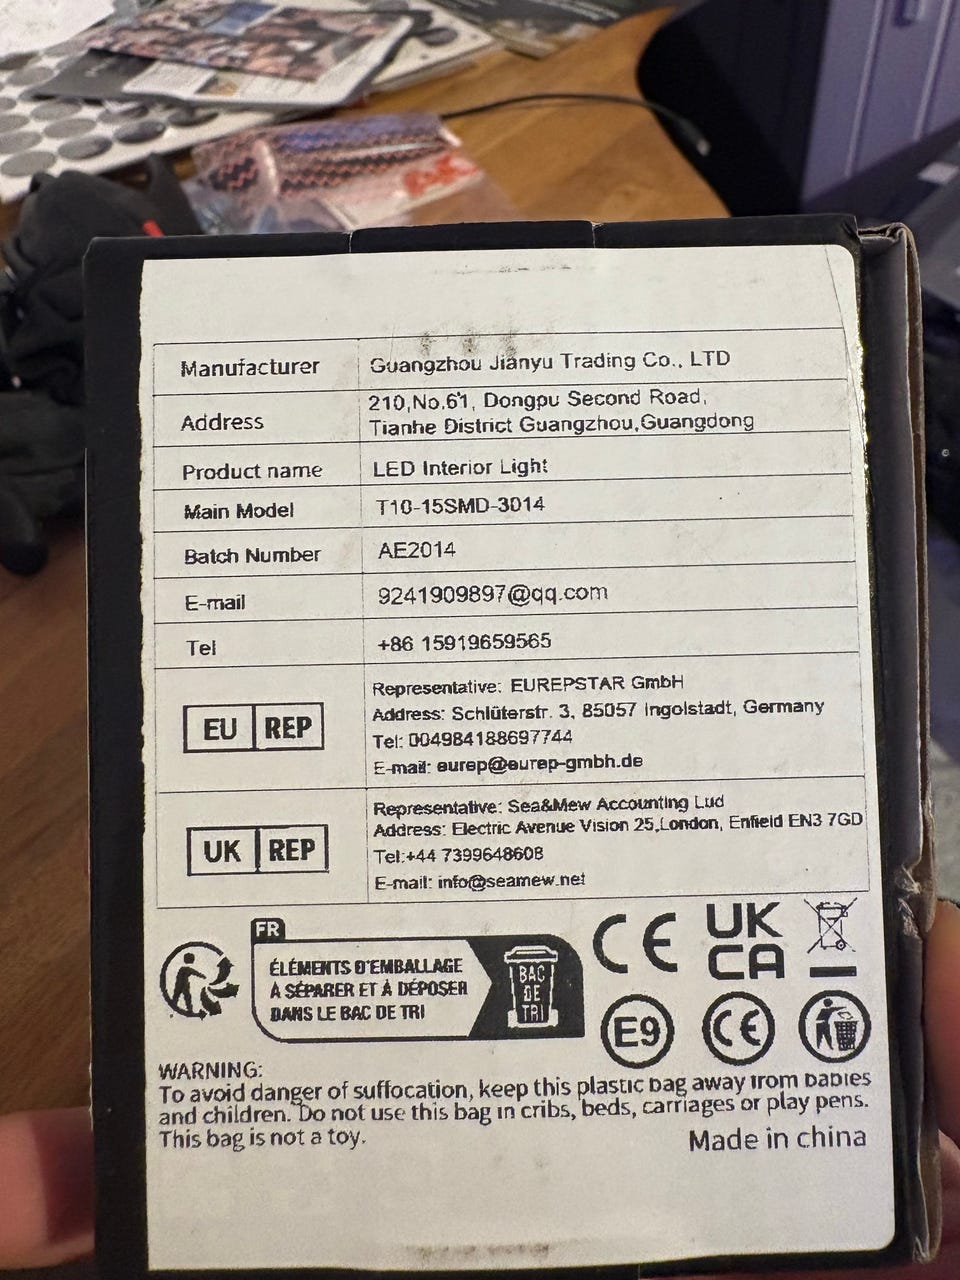 Manufacturer Guangzhou Jianyu Trading Co., LTD
Address 210,No.61, Dongpu Second Road,
Tianhe District Guangzhou,Guangdong
Product name LED Interior Light
Main Model T10-15SMD-3014
Batch Number AE2014
E-mail 9241909897@qq.com
Tel +86 15919659565
EU REP
Representative: EUREPSTAR GmbH
Address: Schlüterstr. 3, 85057 Ingolstadt, Germany
Tel: 004984188697744
E-mail: eurep@eurep-gmbh.de
UK REP
Representative: Sea&Mew Accounting Lud
Address: Electric Avenue Vision 25,London, Enfield EN3 7GD
Tel:+44 7399648608
E-mail: info@seamew.net
FR
ÉLÉMENTS D'EMBALLAGE
À SÉPARER ET À DÉPOSER
DANS LE BAC DE TRI
BAC
DE
TRI
CE
UK
CA
E9
CE
WARNING:
To avoid danger of suffocation, keep this plastic bag away from babies
and children. Do not use this bag in cribs, beds, carriages or play pens.
This bag is not a toy.
Made in china